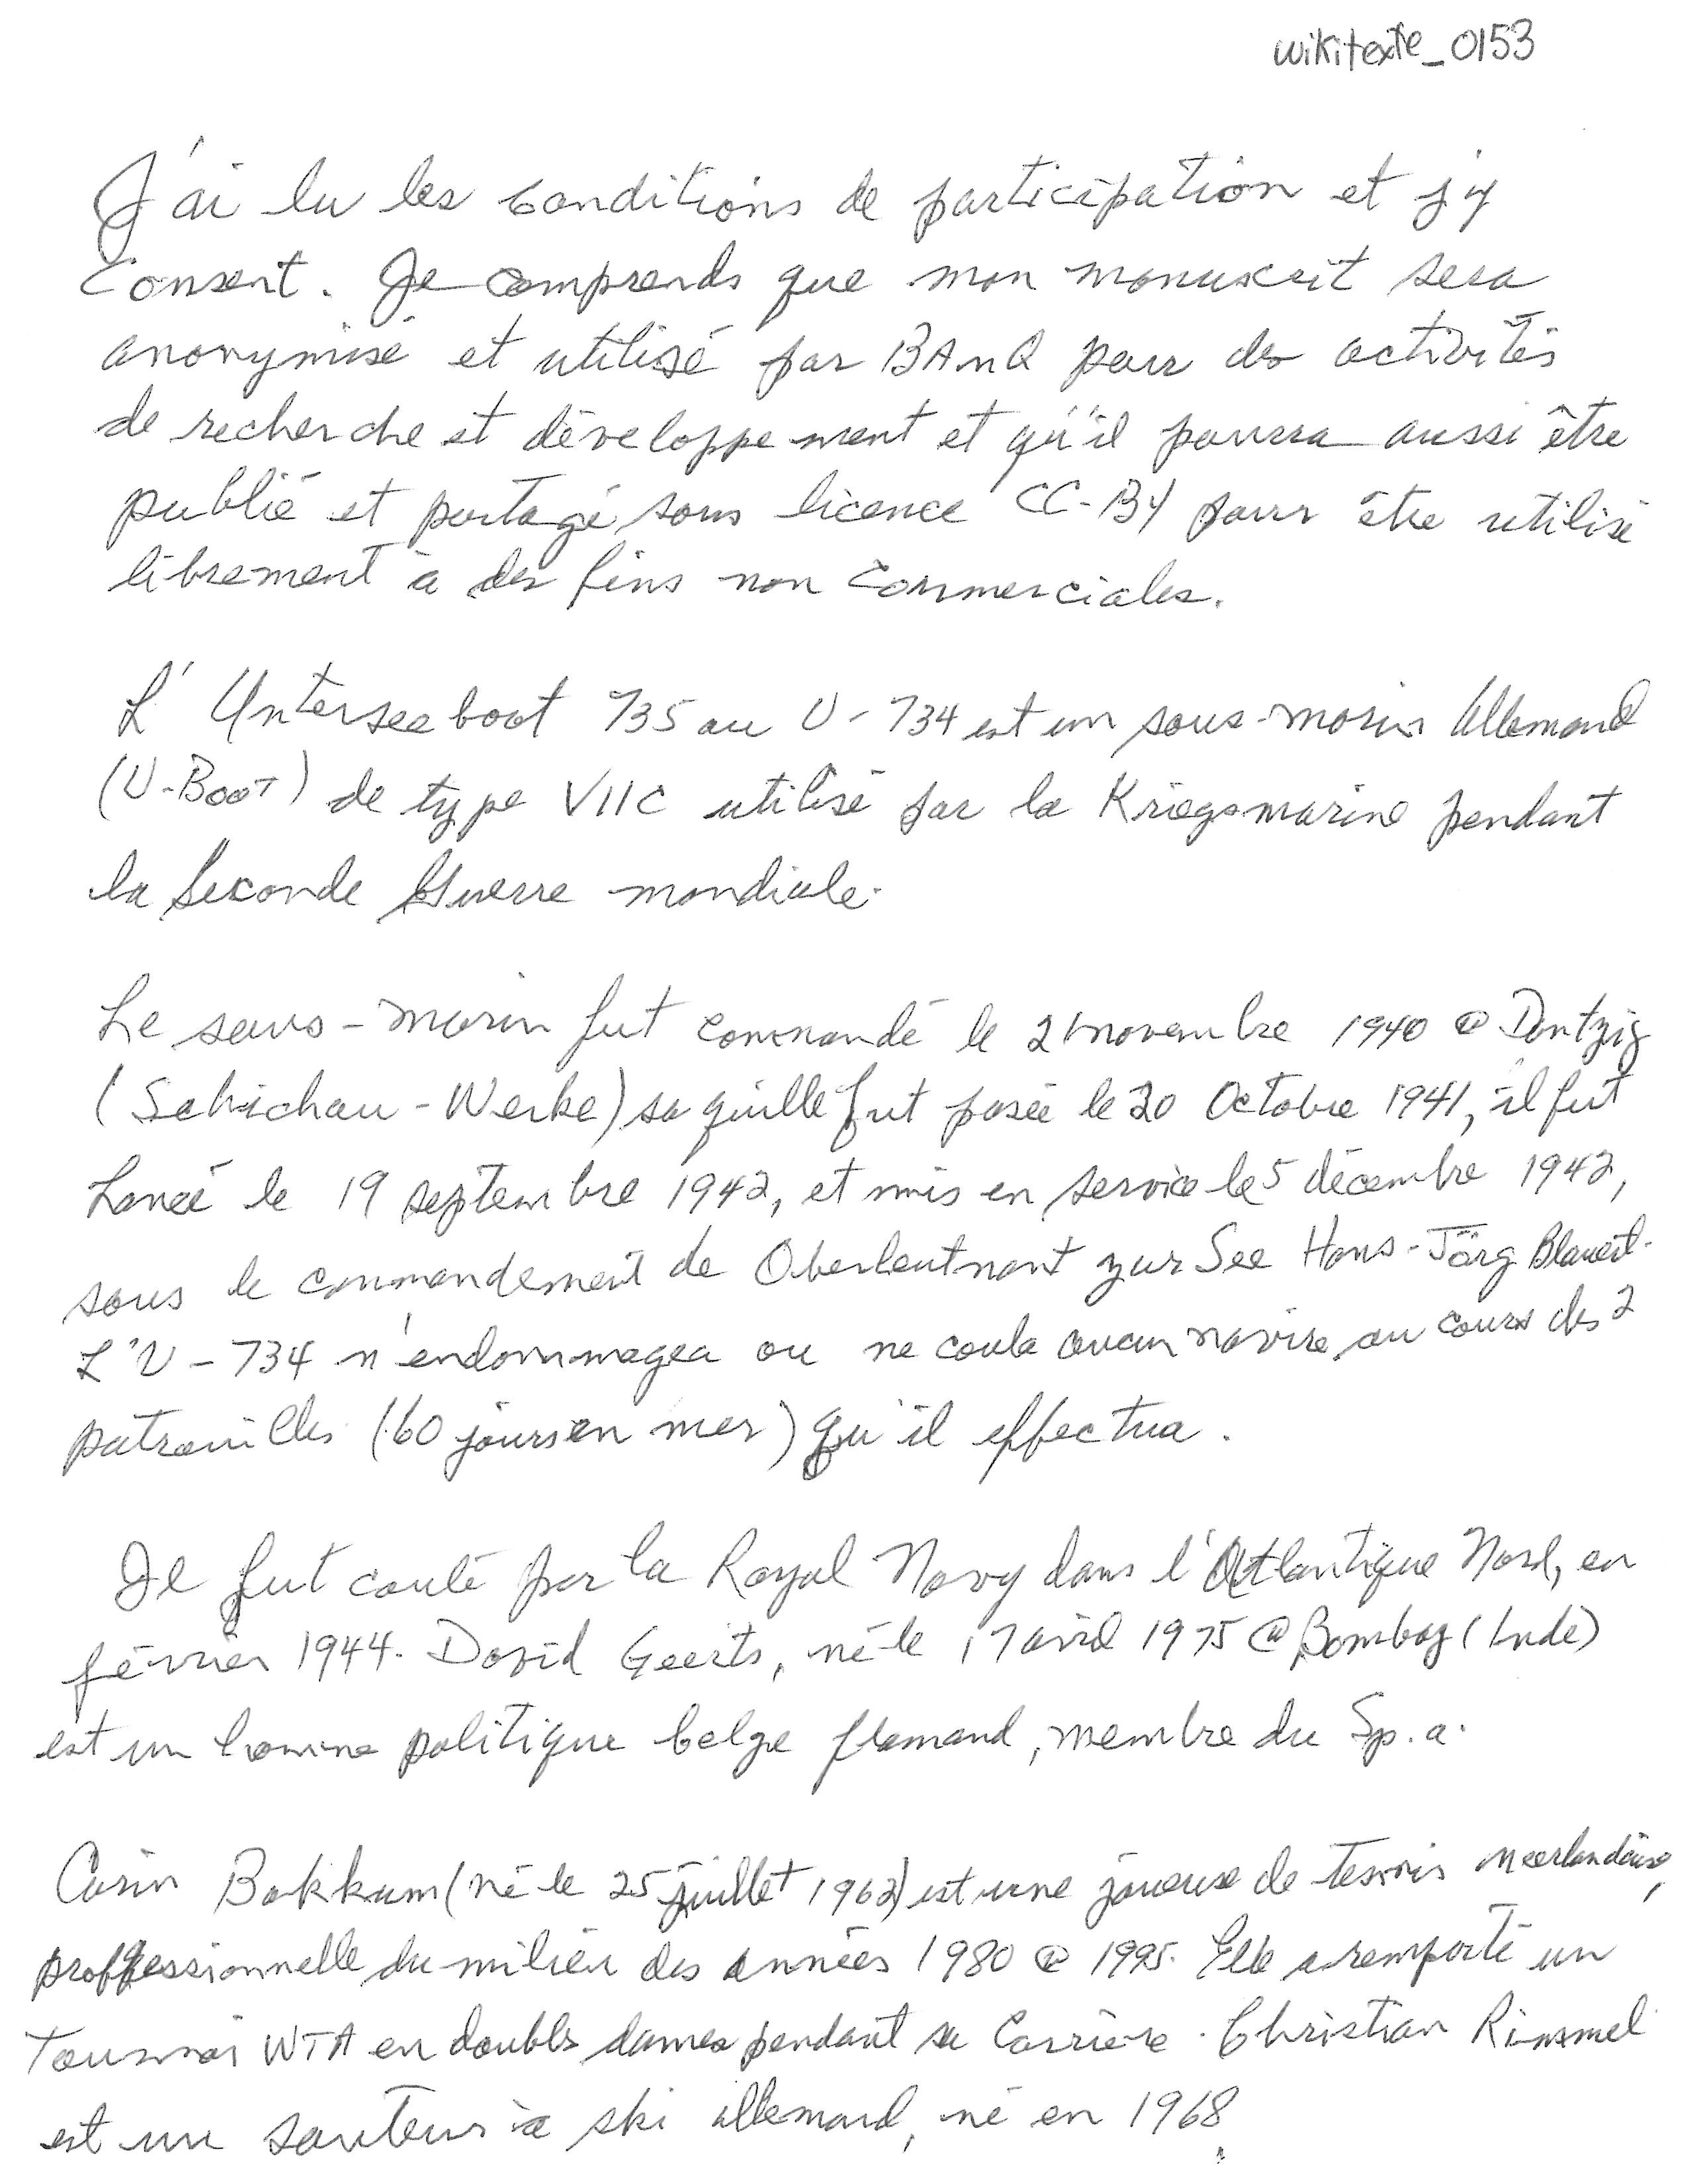 wikitexte_0153
J'ai lu les conditions de participation et j'y
consent. Je comprends que mon manuscrit sera
anonymisé et utilisé par BAnQ pour des activités
de recherche et développement et qu'il pourra aussi être
publié et partagé sous licence CC-BY pour être utilisé
librement à des fins non commerciales.
L'Unterseeboot 735 ou U-734 est un sous-marin Allemand
(U-Boot) de type VIIC utilisé par la Kriegsmarine pendant
la Seconde Guerre mondiale.
Le sous-marin fut commandé le 21 novembre 1940 @ Dantzig
(Schichau-Werke) sa quille fut posée le 20 Octobre 1941, il fut
Lancé le 19 septembre 1942, et mis en service le 5 décembre 1942,
sous le commandement de Oberleutnant zur See Hans-Jörg Blauert.
L'U-734 n'endommagea ou ne coula aucun navire au cours des 2
patrouilles (60 jours en mer) qu'il effectua.
Il fut coulé par la Royal Navy dans l'Atlantique Nord, en
février 1944. David Geerts, né le 17 avril 1975 @ Bombay (Inde)
est un homme politique belge flamand, membre du Sp.a.
Carin Bakkum (né le 25 juillet 1962) est une joueuse de tennis néerlandaise,
professionnelle du milieu des années 1980 @ 1995. Elle a remporté un
Tournoi WTA en double dames pendant sa Carrière. Christian Rimmel
est un sauteur à ski allemand, né en 1968.